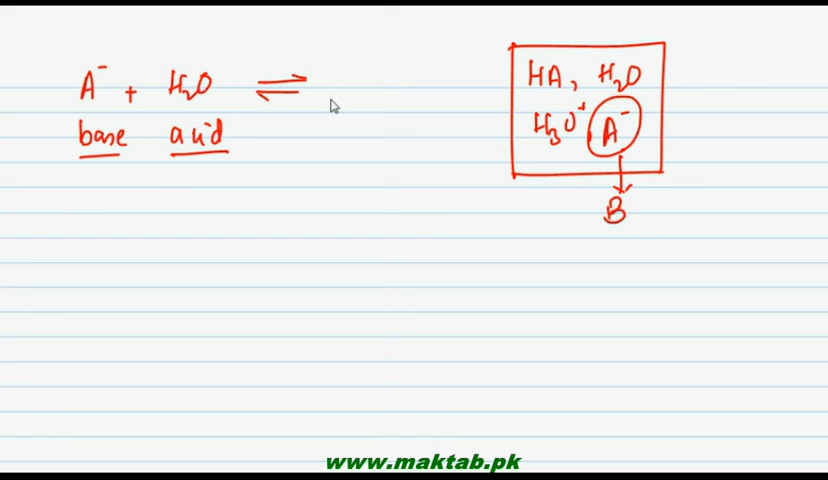 A⁻ + H₂O ⇌
base acid
HA, H₂O
H₃O⁺ A⁻
B
www.maktab.pk